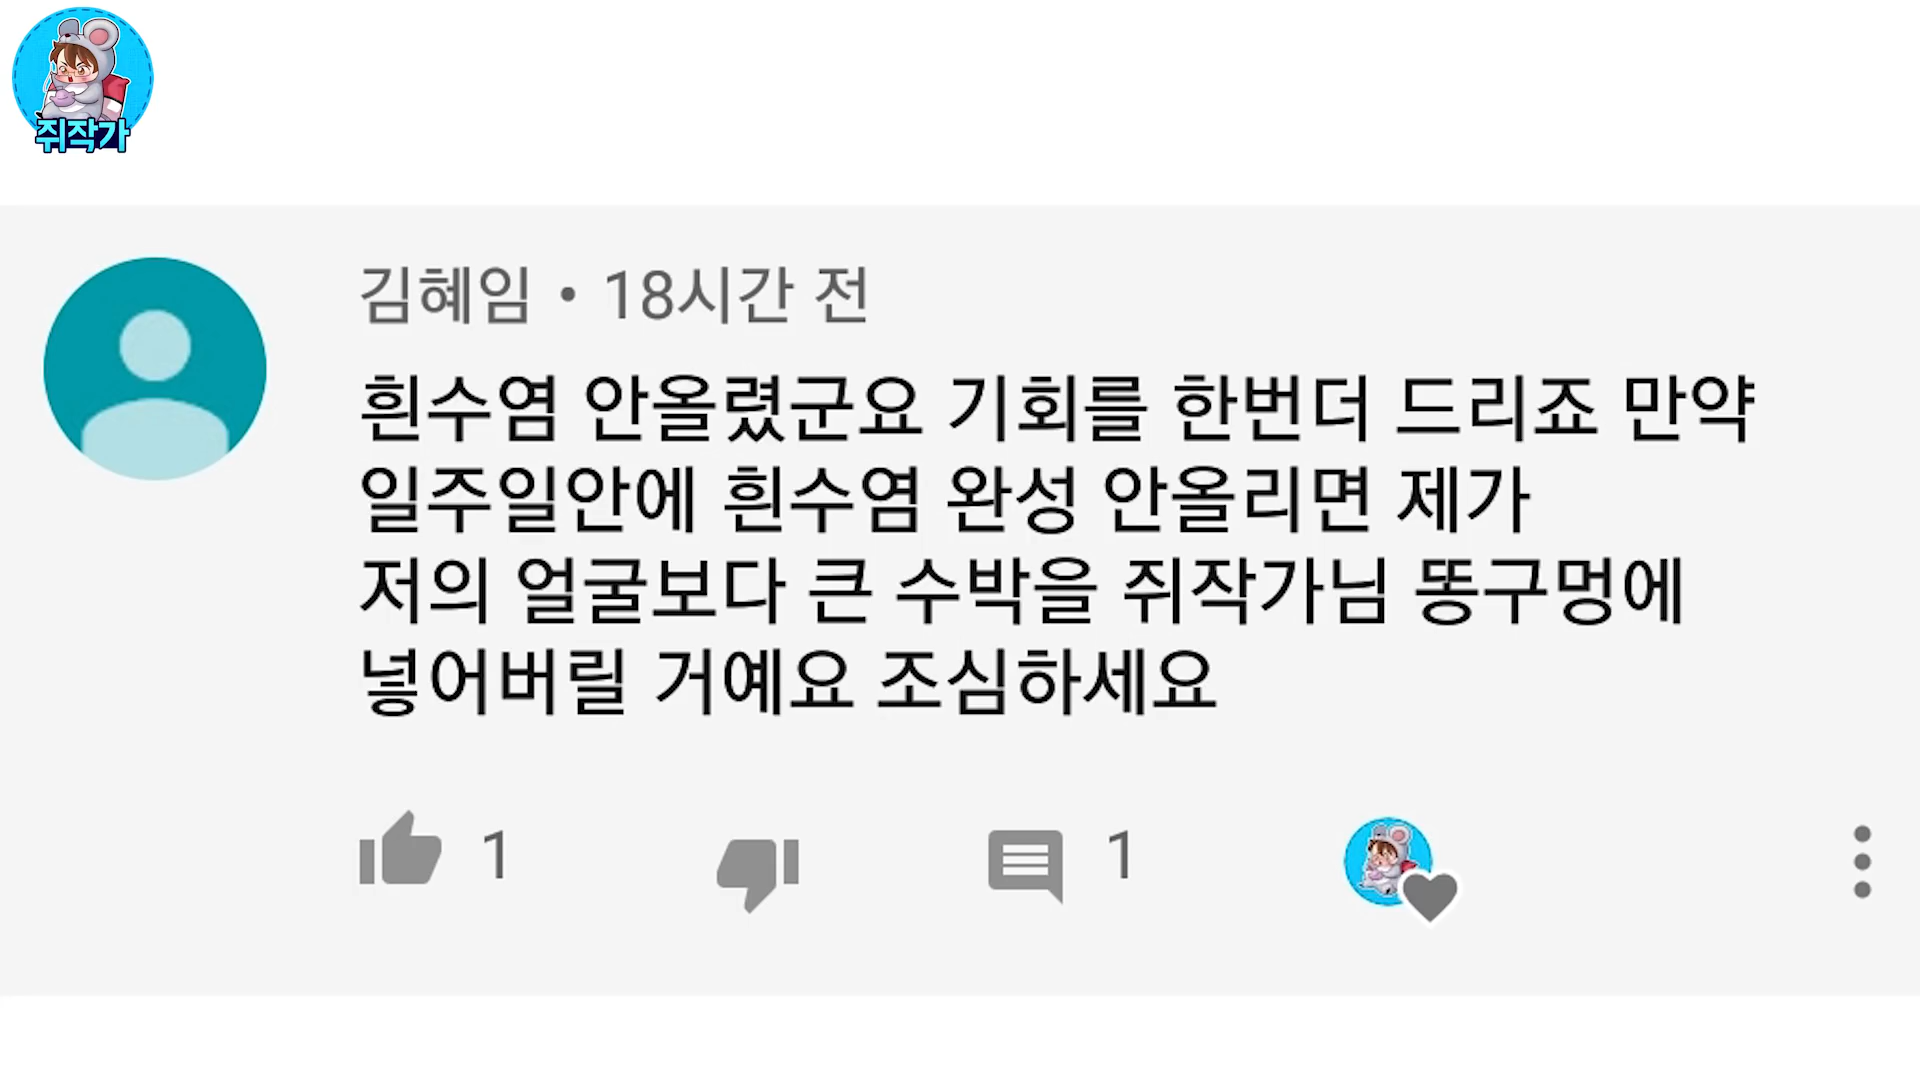 쥐작가
김혜임 • 18시간 전
흰수염 안올렸군요 기회를 한번더 드리죠 만약
일주일안에 흰수염 완성 안올리면 제가
저의 얼굴보다 큰 수박을 쥐작가님 똥구멍에
넣어버릴 거예요 조심하세요
1 1